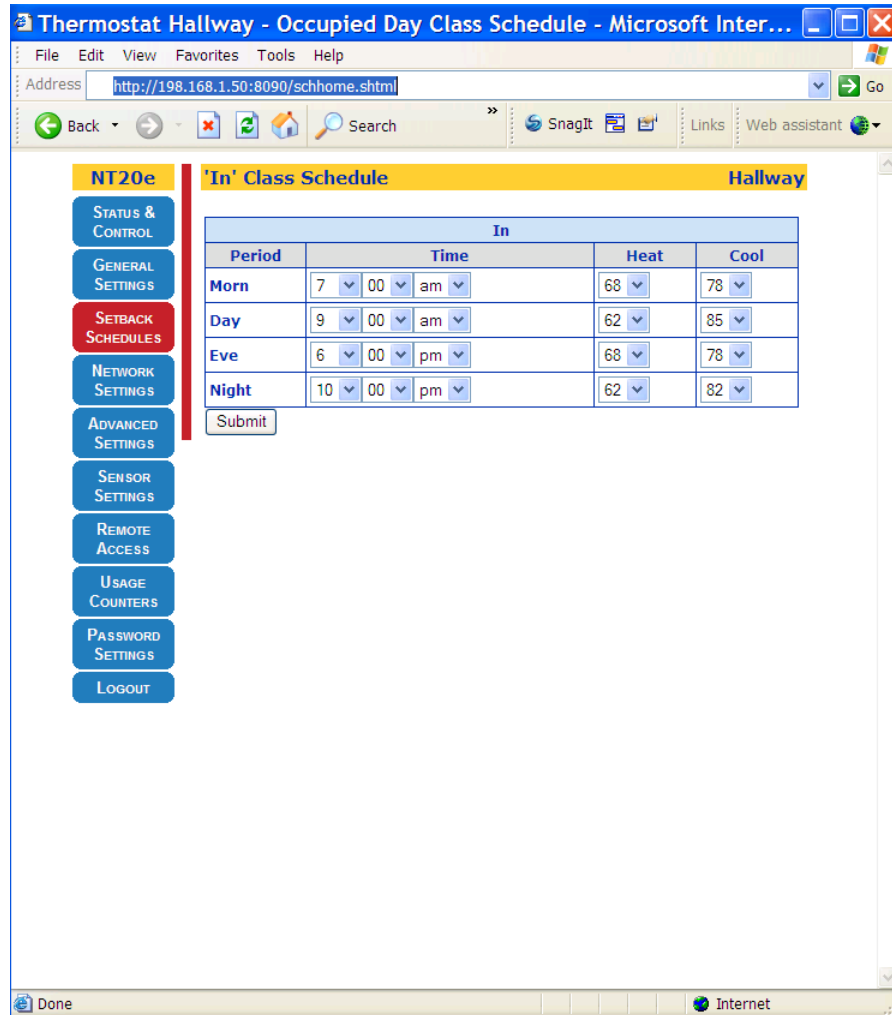 Thermostat Hallway - Occupied Day Class Schedule - Microsoft Inter...
File Edit View Favorites Tools Help
Address http://198.168.1.50:8090/schhome.shtml Go
Back Search » SnagIt Links Web assistant
NT20e 'In' Class Schedule Hallway
STATUS & CONTROL
GENERAL SETTINGS
SETBACK SCHEDULES
NETWORK SETTINGS
ADVANCED SETTINGS
SENSOR SETTINGS
REMOTE ACCESS
USAGE COUNTERS
PASSWORD SETTINGS
LOGOUT
In
Period Time Heat Cool
Morn 7 00 am 68 78
Day 9 00 am 62 85
Eve 6 00 pm 68 78
Night 10 00 pm 62 82
Submit
Done Internet